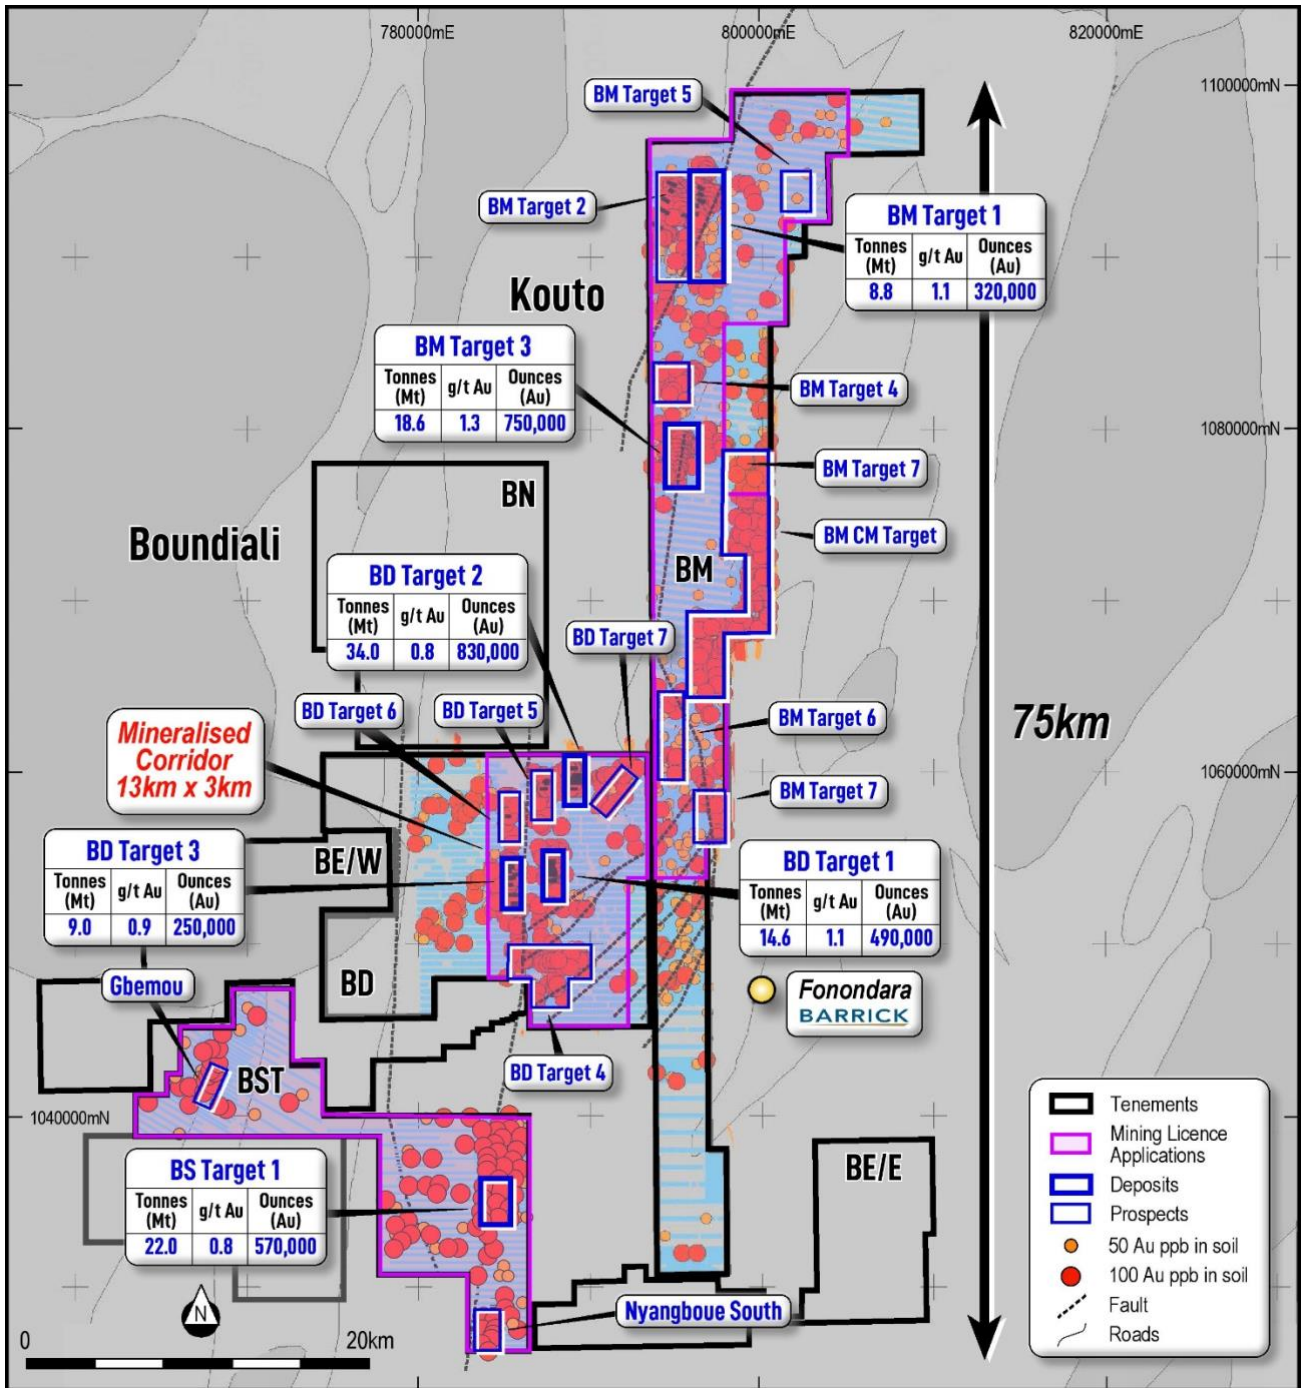 780000mE
800000mE
820000mE
1100000mN
BM Target 5
BM Target 2
BM Target 1
Tonnes (Mt) g/t Au Ounces (Au)
8.8 1.1 320,000
Kouto
BM Target 3
Tonnes (Mt) g/t Au Ounces (Au)
18.6 1.3 750,000
BM Target 4
1080000mN
BM Target 7
BN
BM CM Target
Boundiali
BM
BD Target 2
Tonnes (Mt) g/t Au Ounces (Au)
34.0 0.8 830,000
BD Target 7
BD Target 6
BD Target 5
BM Target 6
75km
Mineralised
Corridor
13km x 3km
1060000mN
BM Target 7
BD Target 3
Tonnes (Mt) g/t Au Ounces (Au)
9.0 0.9 250,000
BE/W
BD Target 1
Tonnes (Mt) g/t Au Ounces (Au)
14.6 1.1 490,000
Gbemou
BD
Fonondara
BARRICK
BST
BD Target 4
1040000mN
BS Target 1
Tonnes (Mt) g/t Au Ounces (Au)
22.0 0.8 570,000
BE/E
Nyangboue South
N
0 20km
Tenements
Mining Licence
Applications
Deposits
Prospects
50 Au ppb in soil
100 Au ppb in soil
Fault
Roads